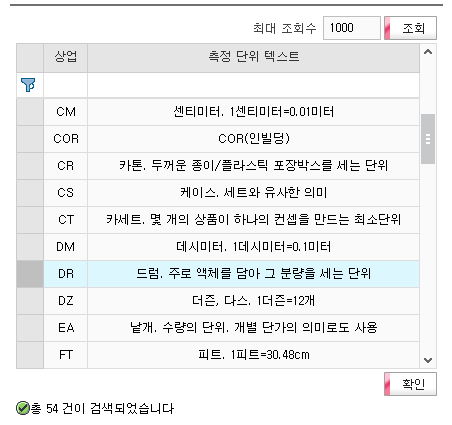 최대 조회수 1000 조회
상업 측정 단위 텍스트
CM 센티미터. 1센티미터=0.01미터
COR COR(인빌딩)
CR 카톤. 두꺼운 종이/플라스틱 포장박스를 세는 단위
CS 케이스. 세트와 유사한 의미
CT 카세트. 몇 개의 상품이 하나의 컨셉을 만드는 최소단위
DM 데시미터. 1데시미터=0.1미터
DR 드럼. 주로 액체를 담아 그 분량을 세는 단위
DZ 더즌, 다스. 1더즌=12개
EA 낱개. 수량의 단위. 개별 단가의 의미로도 사용
FT 피트. 1피트=30.48cm
확인
총 54 건이 검색되었습니다